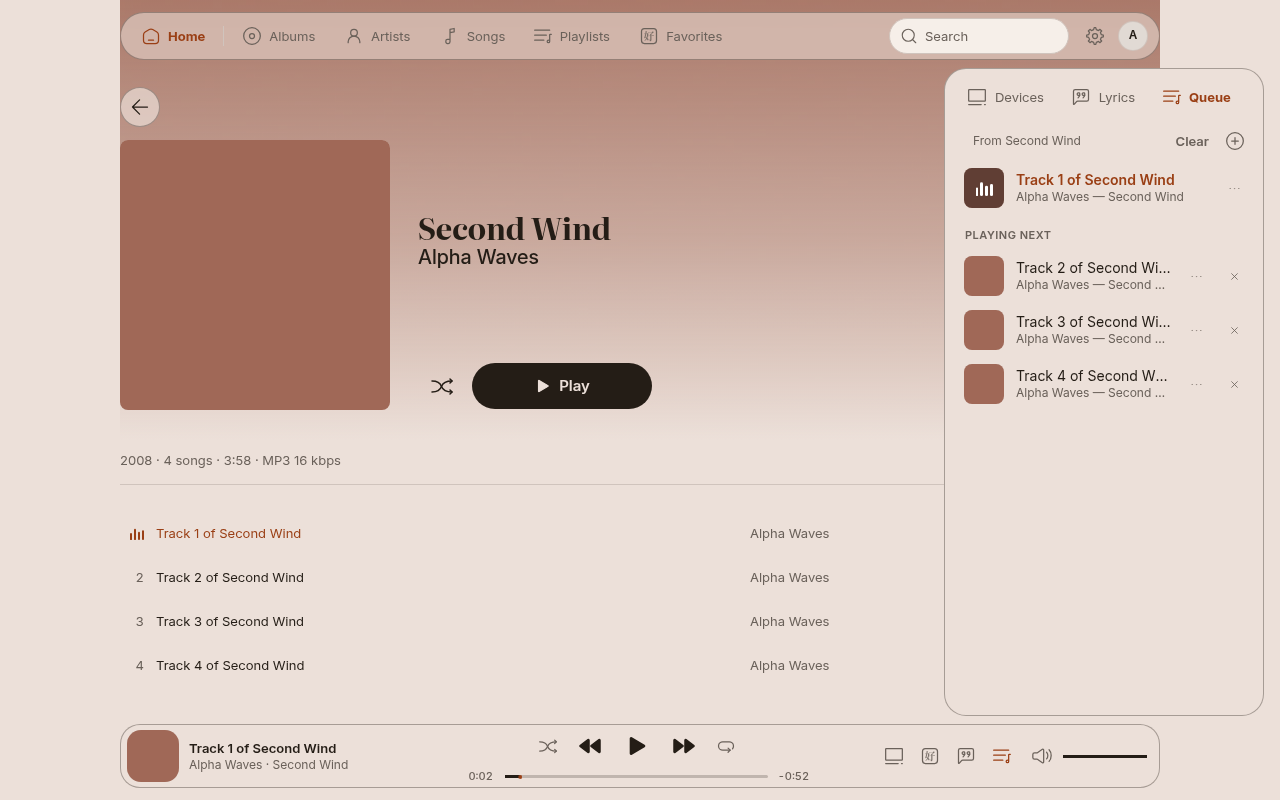 Home
Albums
Artists
Songs
Playlists
好
Favorites
Search
A
Devices
Lyrics
Queue
From Second Wind
Clear
Track 1 of Second Wind
Alpha Waves — Second Wind
PLAYING NEXT
Track 2 of Second Wi...
Alpha Waves — Second ...
Track 3 of Second Wi...
Alpha Waves — Second ...
Track 4 of Second W...
Alpha Waves — Second ...
Second Wind
Alpha Waves
Play
2008 · 4 songs · 3:58 · MP3 16 kbps
Track 1 of Second Wind Alpha Waves
2 Track 2 of Second Wind Alpha Waves
3 Track 3 of Second Wind Alpha Waves
4 Track 4 of Second Wind Alpha Waves
Track 1 of Second Wind
Alpha Waves · Second Wind
0:02
-0:52
好